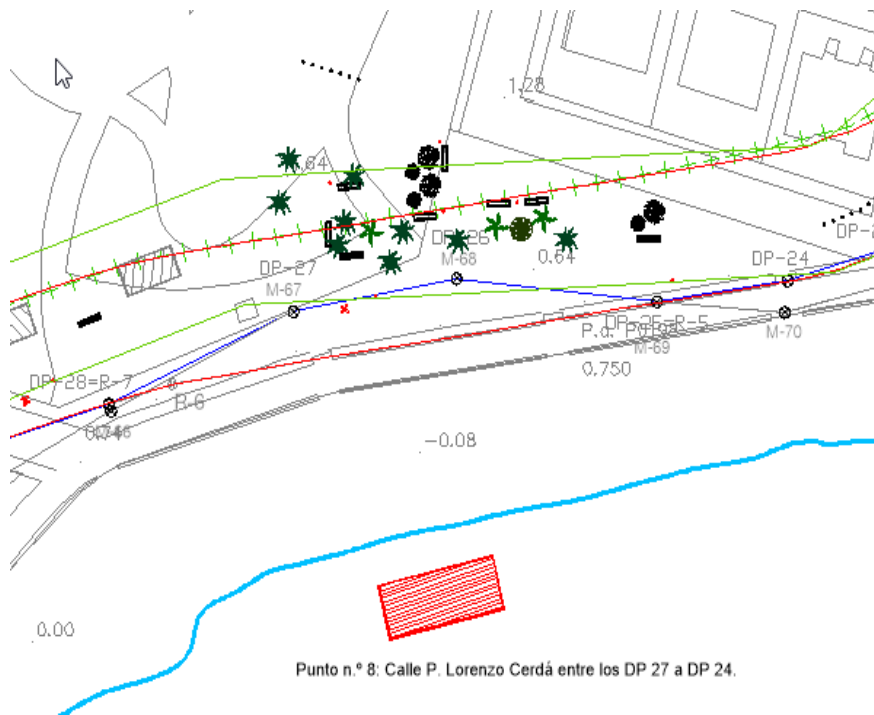 1.28
.64
DP-26
M-68
0.64
DP-24
DP-2
DP-27
M-67
DP-25=R-5
M-69
M-70
0.750
DP-28=R-7
R-6
-0.08
0.00
Punto n.º 8: Calle P. Lorenzo Cerdá entre los DP 27 a DP 24.